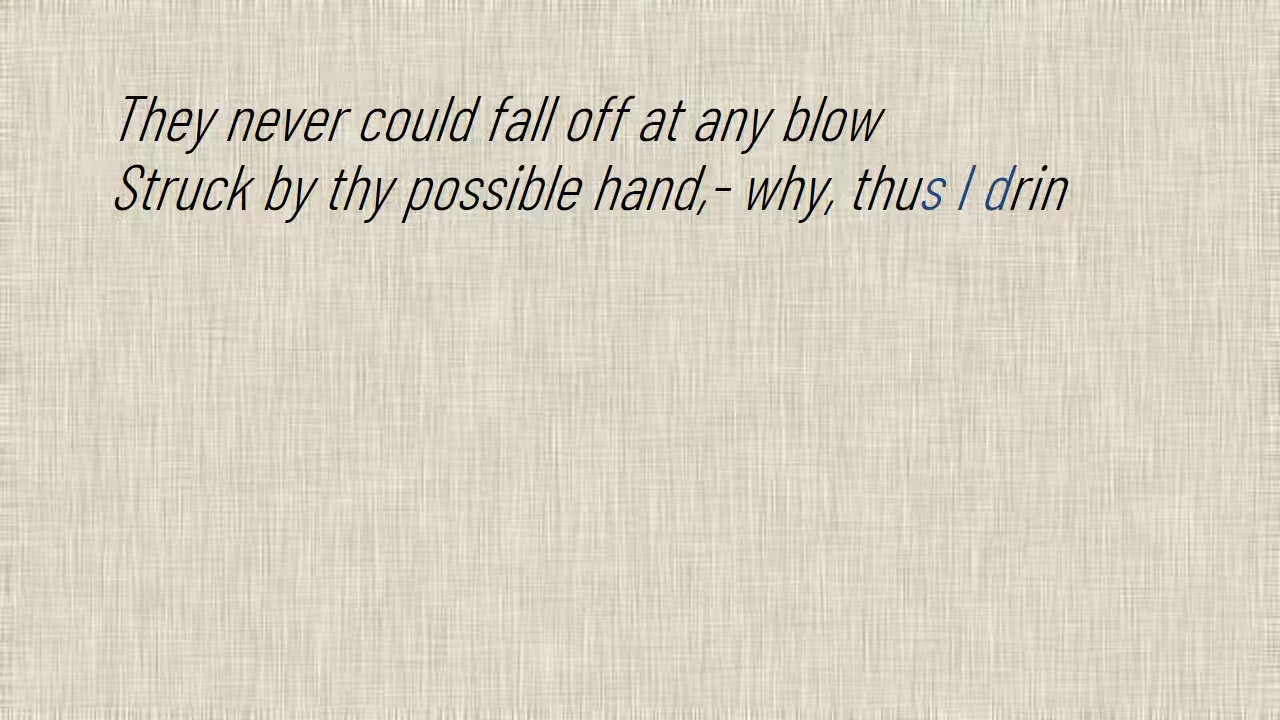 They never could fall off at any blow
Struck by thy possible hand,- why, thus I drin